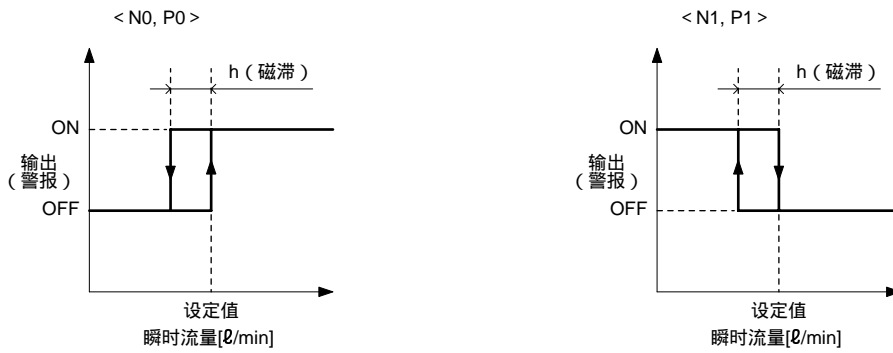 < N0, P0 >
h（磁滞）
ON
输出
（警报）
OFF
设定值
瞬时流量[ℓ/min]
< N1, P1 >
h（磁滞）
ON
输出
（警报）
OFF
设定值
瞬时流量[ℓ/min]